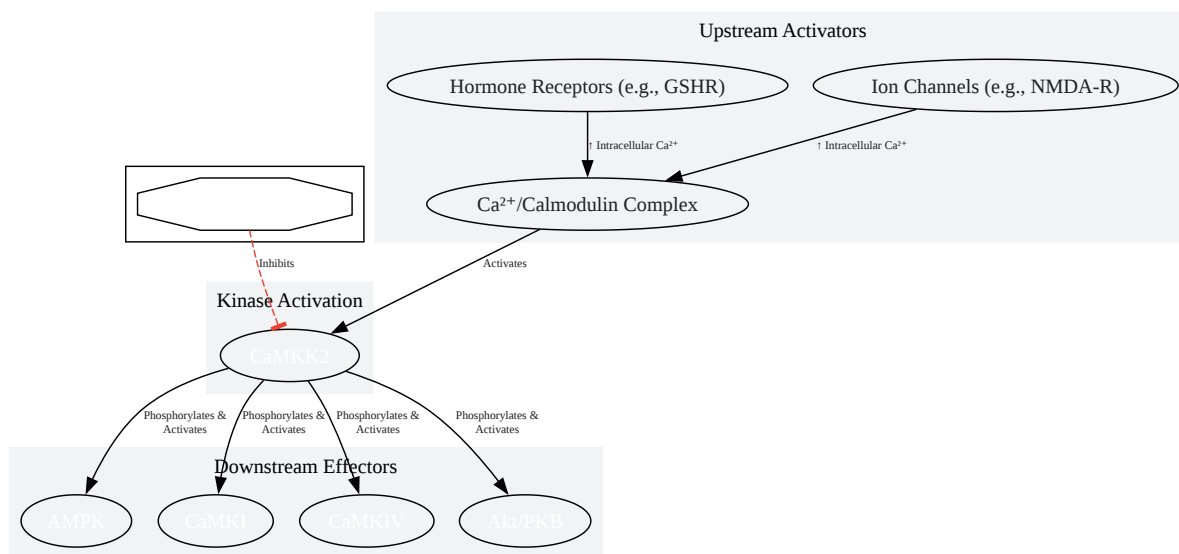 Upstream Activators
Hormone Receptors (e.g., GSHR)
Ion Channels (e.g., NMDA-R)
↑ Intracellular Ca²⁺
↑ Intracellular Ca²⁺
Ca²⁺/Calmodulin Complex
Inhibits
Activates
Kinase Activation
CaMKK2
Phosphorylates &
Activates
Phosphorylates &
Activates
Phosphorylates &
Activates
Phosphorylates &
Activates
Downstream Effectors
AMPK
CaMKI
CaMKIV
Akt/PKB